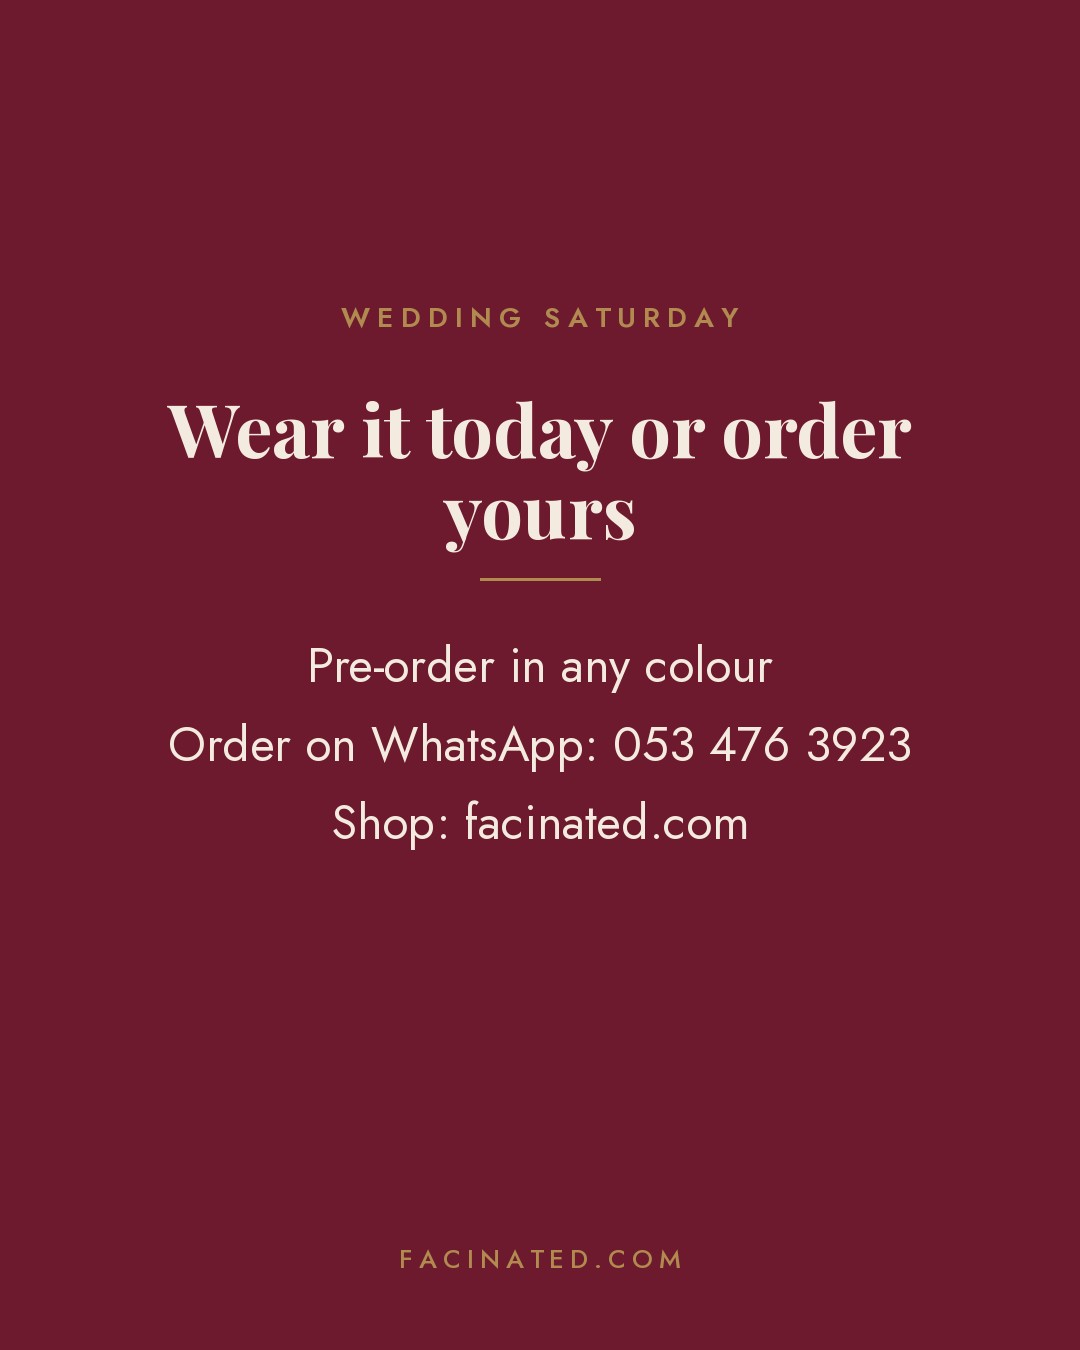 WEDDING SATURDAY
Wear it today or order
yours
Pre-order in any colour
Order on WhatsApp: 053 476 3923
Shop: facinated.com
FACINATED.COM